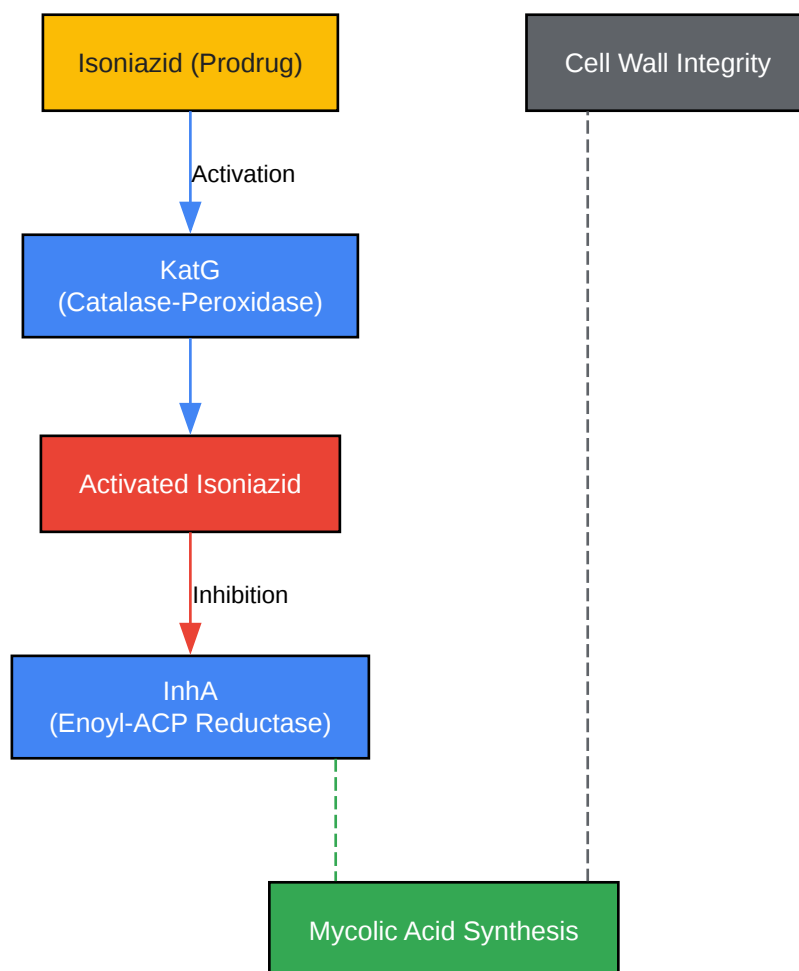 Isoniazid (Prodrug)
Cell Wall Integrity
Activation
KatG
(Catalase-Peroxidase)
Activated Isoniazid
Inhibition
InhA
(Enoyl-ACP Reductase)
Mycolic Acid Synthesis